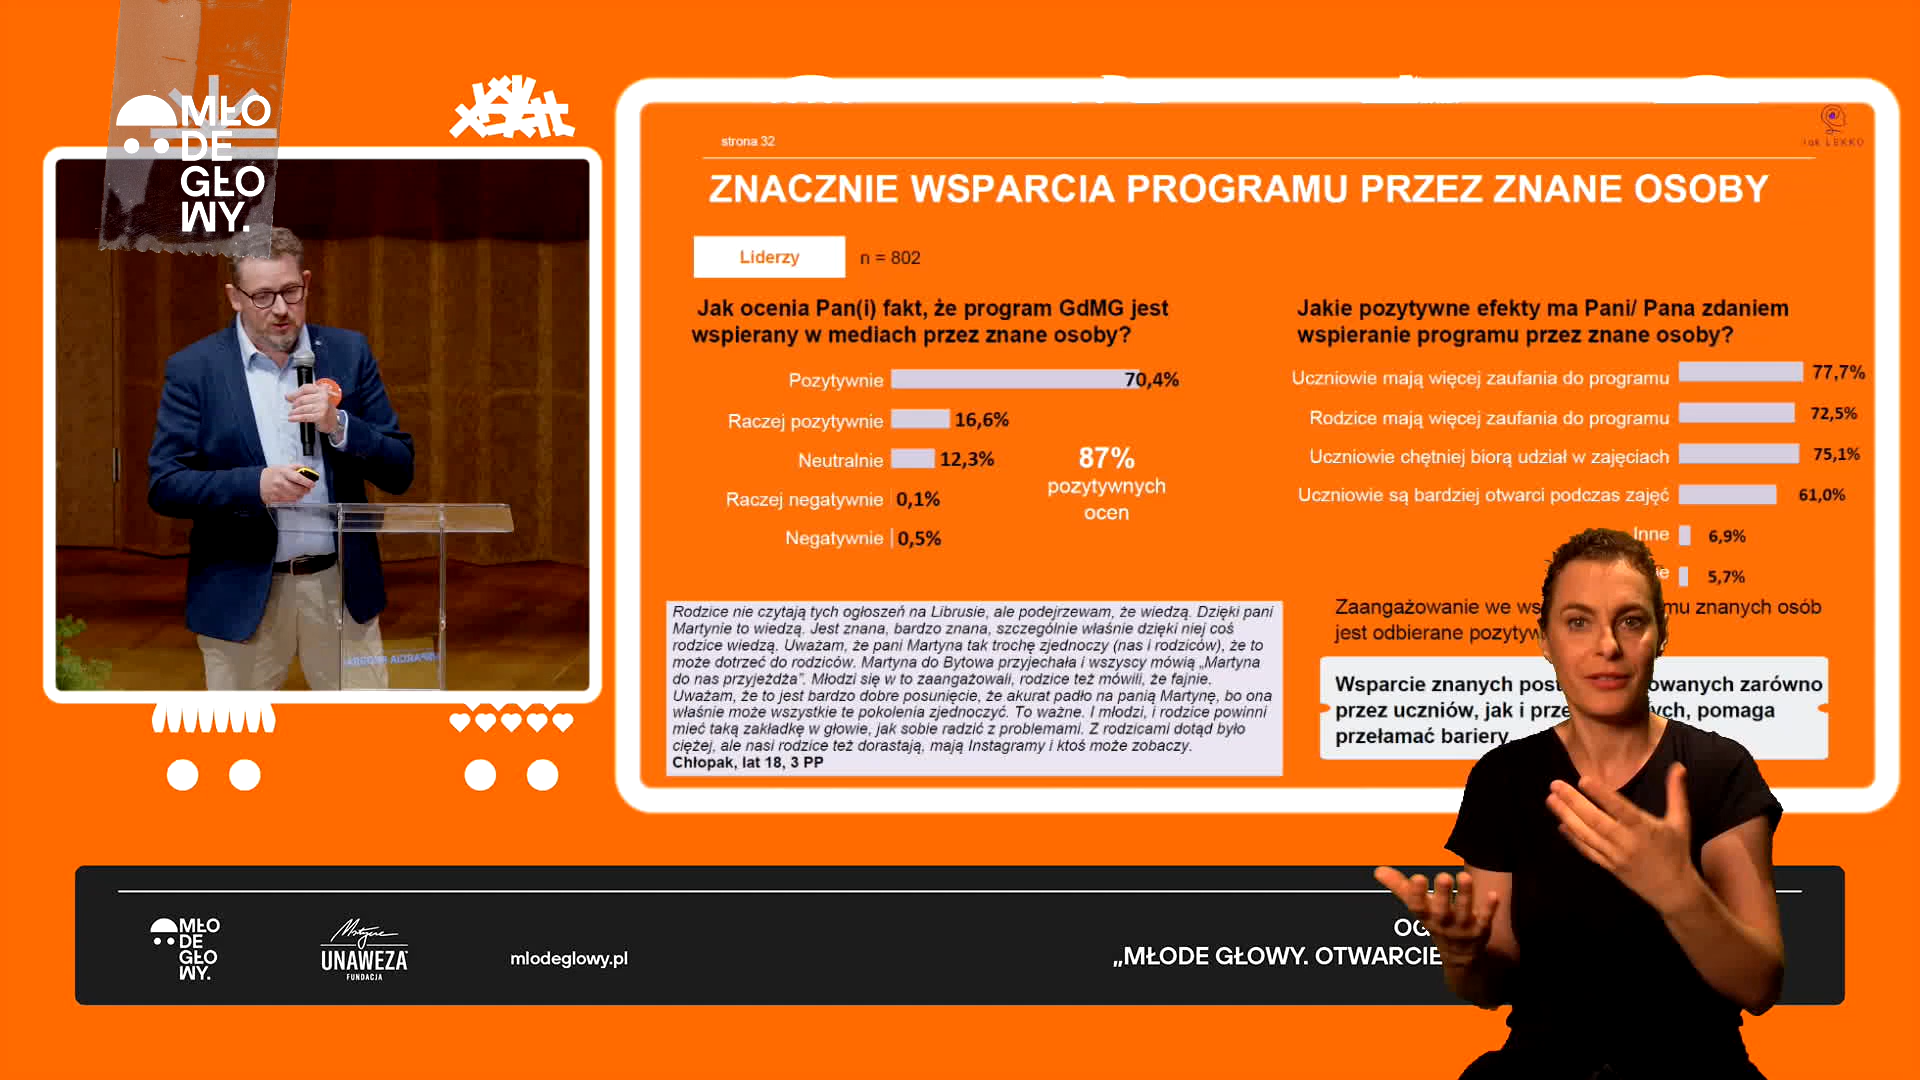 MŁO
DE
GŁO
WY.
strona 32
Tak LEKKO
ZNACZNIE WSPARCIA PROGRAMU PRZEZ ZNANE OSOBY
Liderzy
n = 802
Jak ocenia Pan(i) fakt, że program GdMG jest
wspierany w mediach przez znane osoby?
Pozytywnie 70,4%
Raczej pozytywnie 16,6%
Neutralnie 12,3%
Raczej negatywnie 0,1%
Negatywnie 0,5%
87%
pozytywnych
ocen
Jakie pozytywne efekty ma Pani/ Pana zdaniem
wspieranie programu przez znane osoby?
Uczniowie mają więcej zaufania do programu 77,7%
Rodzice mają więcej zaufania do programu 72,5%
Uczniowie chętniej biorą udział w zajęciach 75,1%
Uczniowie są bardziej otwarci podczas zajęć 61,0%
Inne 6,9%
5,7%
Zaangażowanie we znanych osób
jest odbierane
Wsparcie znanych zarówno
przez uczniów, jak i pomaga
przełamać bariery
Rodzice nie czytają tych ogłoszeń na Librusie, ale podejrzewam, że wiedzą. Dzięki pani
Martynie to wiedzą. Jest znana, bardzo znana, szczególnie właśnie dzięki niej coś
rodzice wiedzą. Uważam, że pani Martyna tak trochę zjednoczy (nas i rodziców), że to
może dotrzeć do rodziców. Martyna do Bytowa przyjechała i wszyscy mówią „Martyna
do nas przyjeżdża”. Młodzi się w to zaangażowali, rodzice też mówili, że fajnie.
Uważam, że to jest bardzo dobre posunięcie, że akurat padło na panią Martynę, bo ona
właśnie może wszystkie te pokolenia zjednoczyć. To ważne. I młodzi, i rodzice powinni
mieć taką zakładkę w głowie, jak sobie radzić z problemami. Z rodzicami dotąd było
ciężej, ale nasi rodzice też dorastają, mają Instagramy i ktoś może zobaczy.
Chłopak, lat 18, 3 PP
MŁO
DE
GŁO
WY.
Martyna
UNAWEZA
FUNDACJA
mlodeglowy.pl
„MŁODE GŁOWY. OTWARCIE